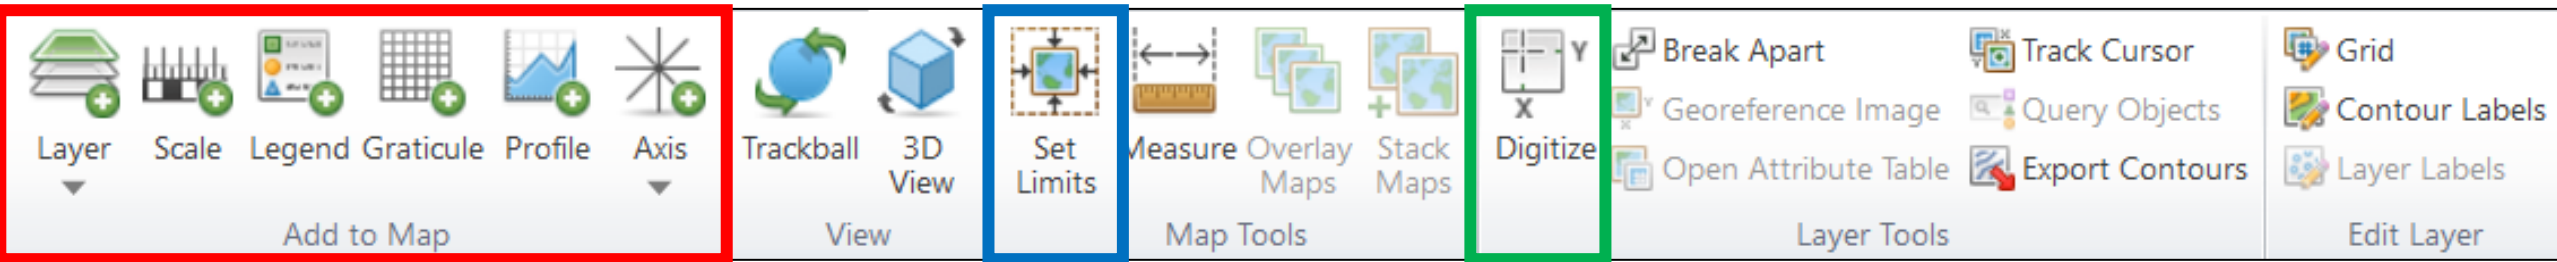 Layer
Scale
Legend
Graticule
Profile
Axis
Add to Map
Trackball
3D
View
View
Set
Limits
Measure
Overlay
Maps
Stack
Maps
Map Tools
Y
X
Digitize
Break Apart
Georeference Image
Open Attribute Table
Track Cursor
Query Objects
Export Contours
Layer Tools
Grid
Contour Labels
Layer Labels
Edit Layer